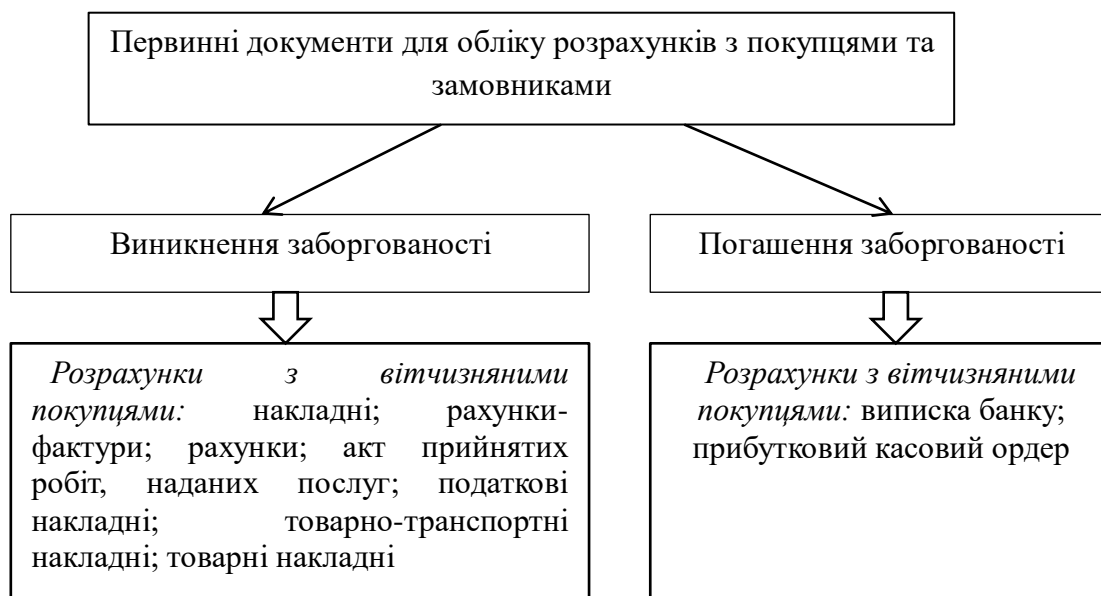 Первинні документи для обліку розрахунків з покупцями та
замовниками
Виникнення заборгованості
Погашення заборгованості
Розрахунки з вітчизняними
покупцями: накладні; рахунки-
фактури; рахунки; акт прийнятих
робіт, наданих послуг; податкові
накладні; товарно-транспортні
накладні; товарні накладні
Розрахунки з вітчизняними
покупцями: виписка банку;
прибутковий касовий ордер